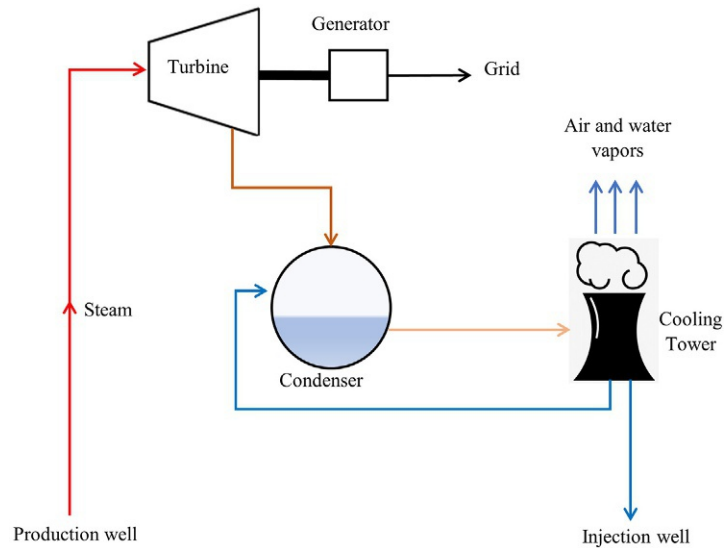 Generator
Turbine
Grid
Air and water
vapors
Steam
Cooling
Tower
Condenser
Production well
Injection well